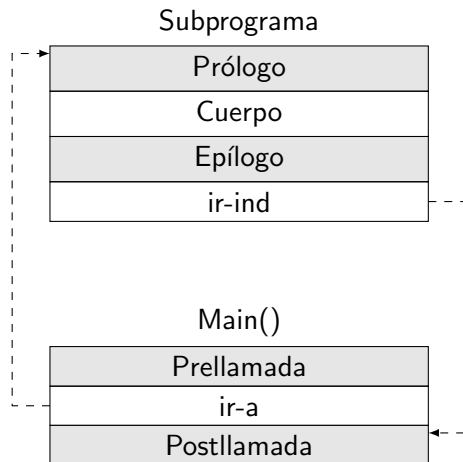 Subprograma
Prólogo
Cuerpo
Epílogo
ir-ind
Main()
Prellamada
ir-a
Postllamada